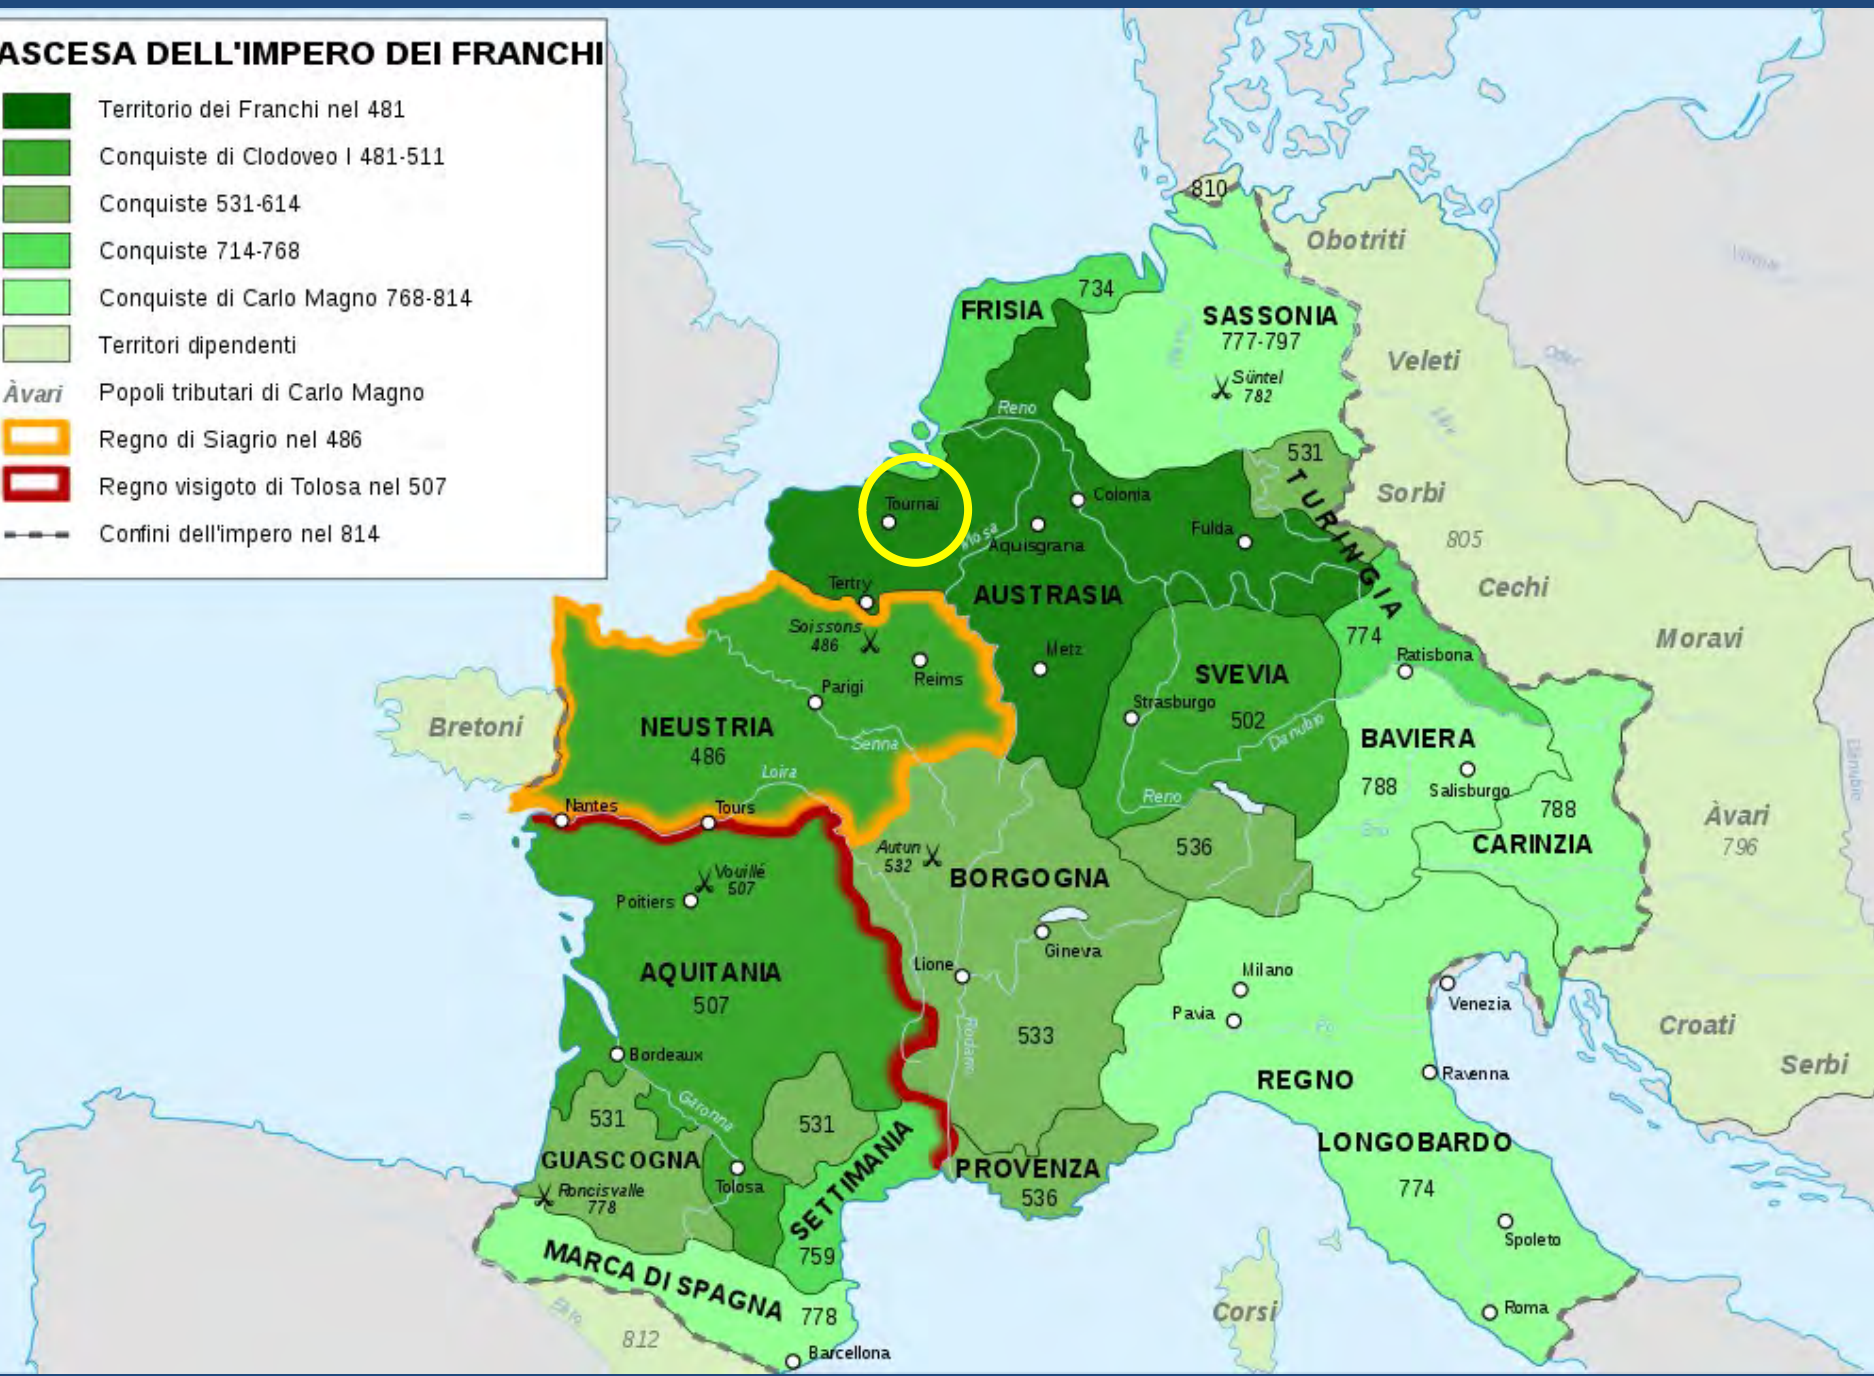 ASCESA DELL'IMPERO DEI FRANCHI
Territorio dei Franchi nel 481
Conquiste di Clodoveo I 481-511
Conquiste 531-614
Conquiste 714-768
Conquiste di Carlo Magno 768-814
Territori dipendenti
Àvari Popoli tributari di Carlo Magno
Regno di Siagrio nel 486
Regno visigoto di Tolosa nel 507
Confini dell'impero nel 814
810
Obotriti
734
FRISIA
SASSONIA
777-797
Veleti
Oder
Süntel
782
Reno
531
TURINGIA
Sorbi
805
Tournai
Colonia
Fulda
Mosa
Aquisgrana
Cechi
Tertry
AUSTRASIA
Soissons
486
774
Moravi
Metz
Ratisbona
Reims
Parigi
SVEVIA
Strasburgo
502
Bretoni
NEUSTRIA
486
Senna
Danubio
BAVIERA
788
Salisburgo
Danubio
Loira
Reno
Nantes
Tours
788
CARINZIA
Àvari
796
536
Autun
532
BORGOGNA
Vouillé
507
Poitiers
Ginevra
Lione
AQUITANIA
507
Milano
Pavia
Po
Venezia
Croati
533
Rodano
Bordeaux
Serbi
REGNO
LONGOBARDO
774
Ravenna
Garonna
531
531
GUASCOGNA
Tolosa
SETTIMANIA
759
PROVENZA
536
Roncisvalle
778
MARCA DI SPAGNA
778
Spoleto
Corsi
Roma
Ebro
812
Barcellona